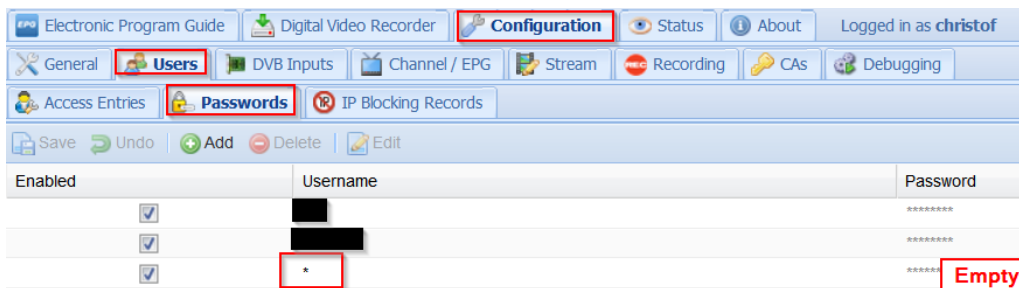 EPG Electronic Program Guide Digital Video Recorder Configuration Status About Logged in as christof
General Users DVB Inputs Channel / EPG Stream REC Recording CAs Debugging
Access Entries Passwords IP Blocking Records
Save Undo Add Delete Edit
Enabled Username Password
********
********
* ****** Empty